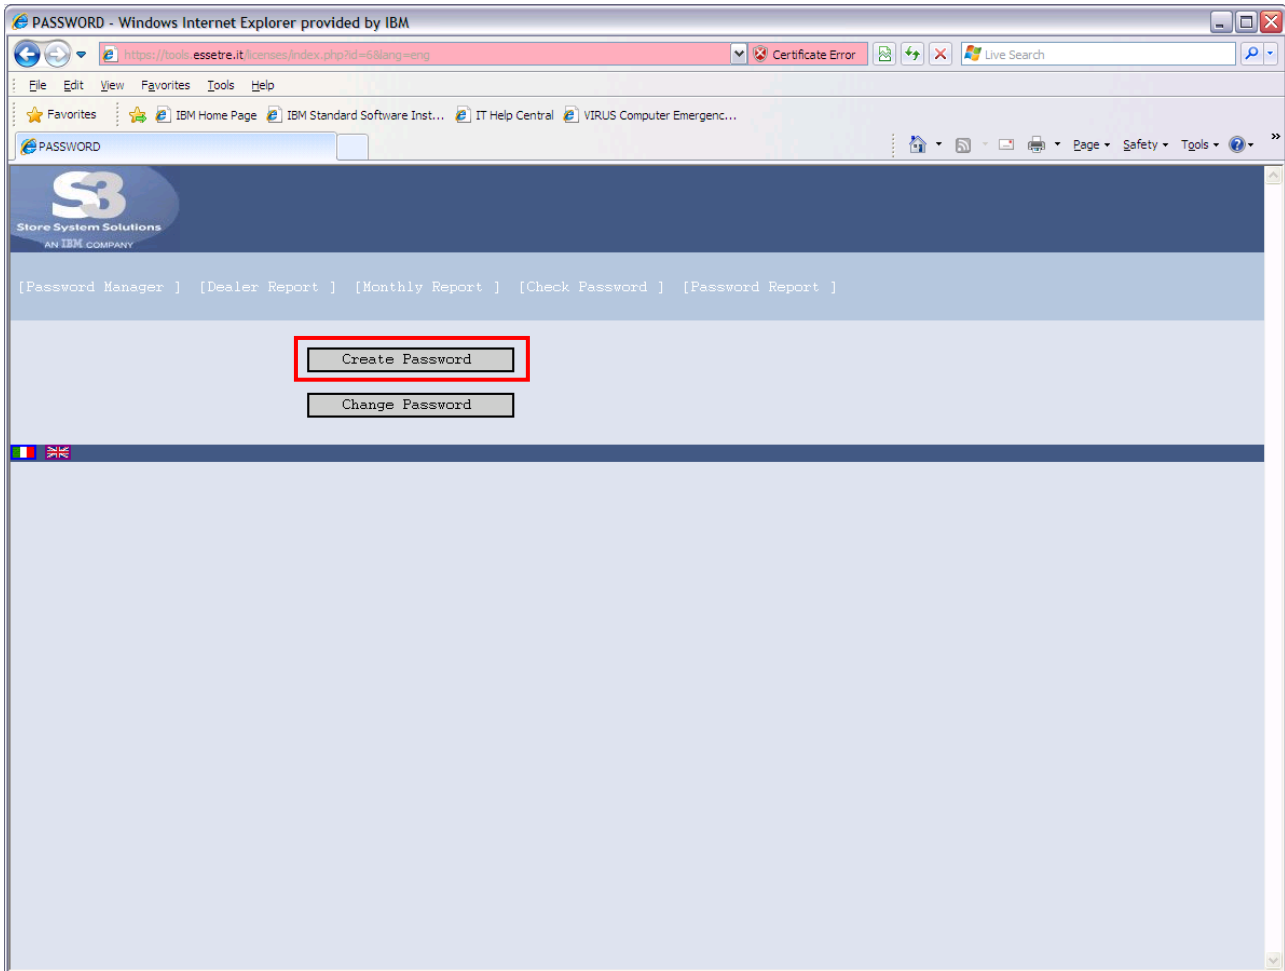 PASSWORD - Windows Internet Explorer provided by IBM
https://tools.essetre.it/licenses/index.php?id=6&lang=eng Certificate Error Live Search
File Edit View Favorites Tools Help
Favorites IBM Home Page IBM Standard Software Inst... IT Help Central VIRUS Computer Emergenc...
PASSWORD Page Safety Tools »
S3
Store System Solutions
AN IBM COMPANY
[Password Manager ] [Dealer Report ] [Monthly Report ] [Check Password ] [Password Report ]
Create Password
Change Password